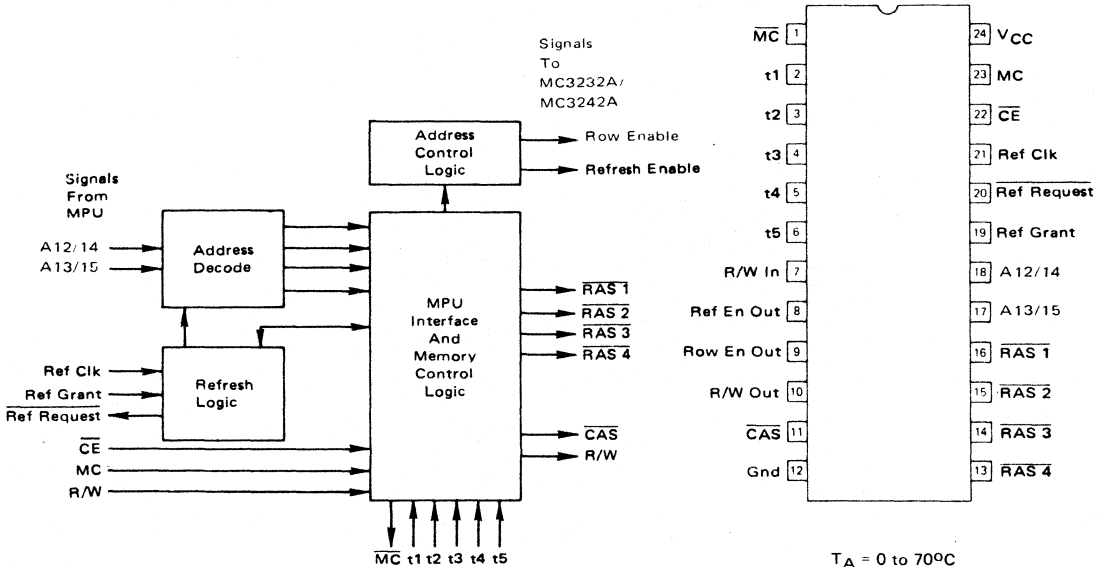 Signals
To
MC3232A/
MC3242A
Address
Control
Logic
Row Enable
Refresh Enable
Signals
From
MPU
A12/14
A13/15
Address
Decode
MPU
Interface
And
Memory
Control
Logic
RAS 1
RAS 2
RAS 3
RAS 4
Ref Clk
Ref Grant
Ref Request
Refresh
Logic
CE
MC
R/W
CAS
R/W
MC t1 t2 t3 t4 t5
MC 1
t1 2
t2 3
t3 4
t4 5
t5 6
R/W In 7
Ref En Out 8
Row En Out 9
R/W Out 10
CAS 11
Gnd 12
24 VCC
23 MC
22 CE
21 Ref Clk
20 Ref Request
19 Ref Grant
18 A12/14
17 A13/15
16 RAS 1
15 RAS 2
14 RAS 3
13 RAS 4
TA = 0 to 70°C